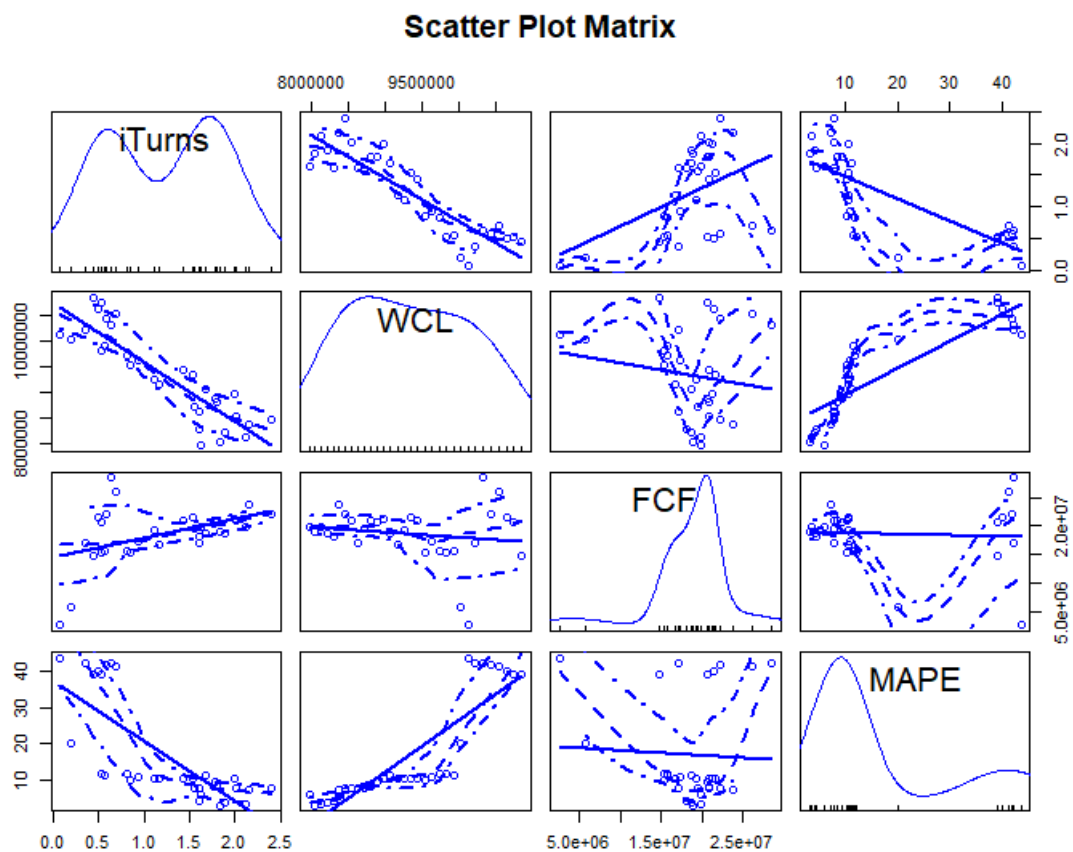 Scatter Plot Matrix
8000000 9500000
10 20 30 40
iTurns
0.0 1.0 2.0
WCL
8000000 10000000
FCF
5.0e+06 2.0e+07
MAPE
10 20 30 40
0.0 0.5 1.0 1.5 2.0 2.5
5.0e+06 1.5e+07 2.5e+07